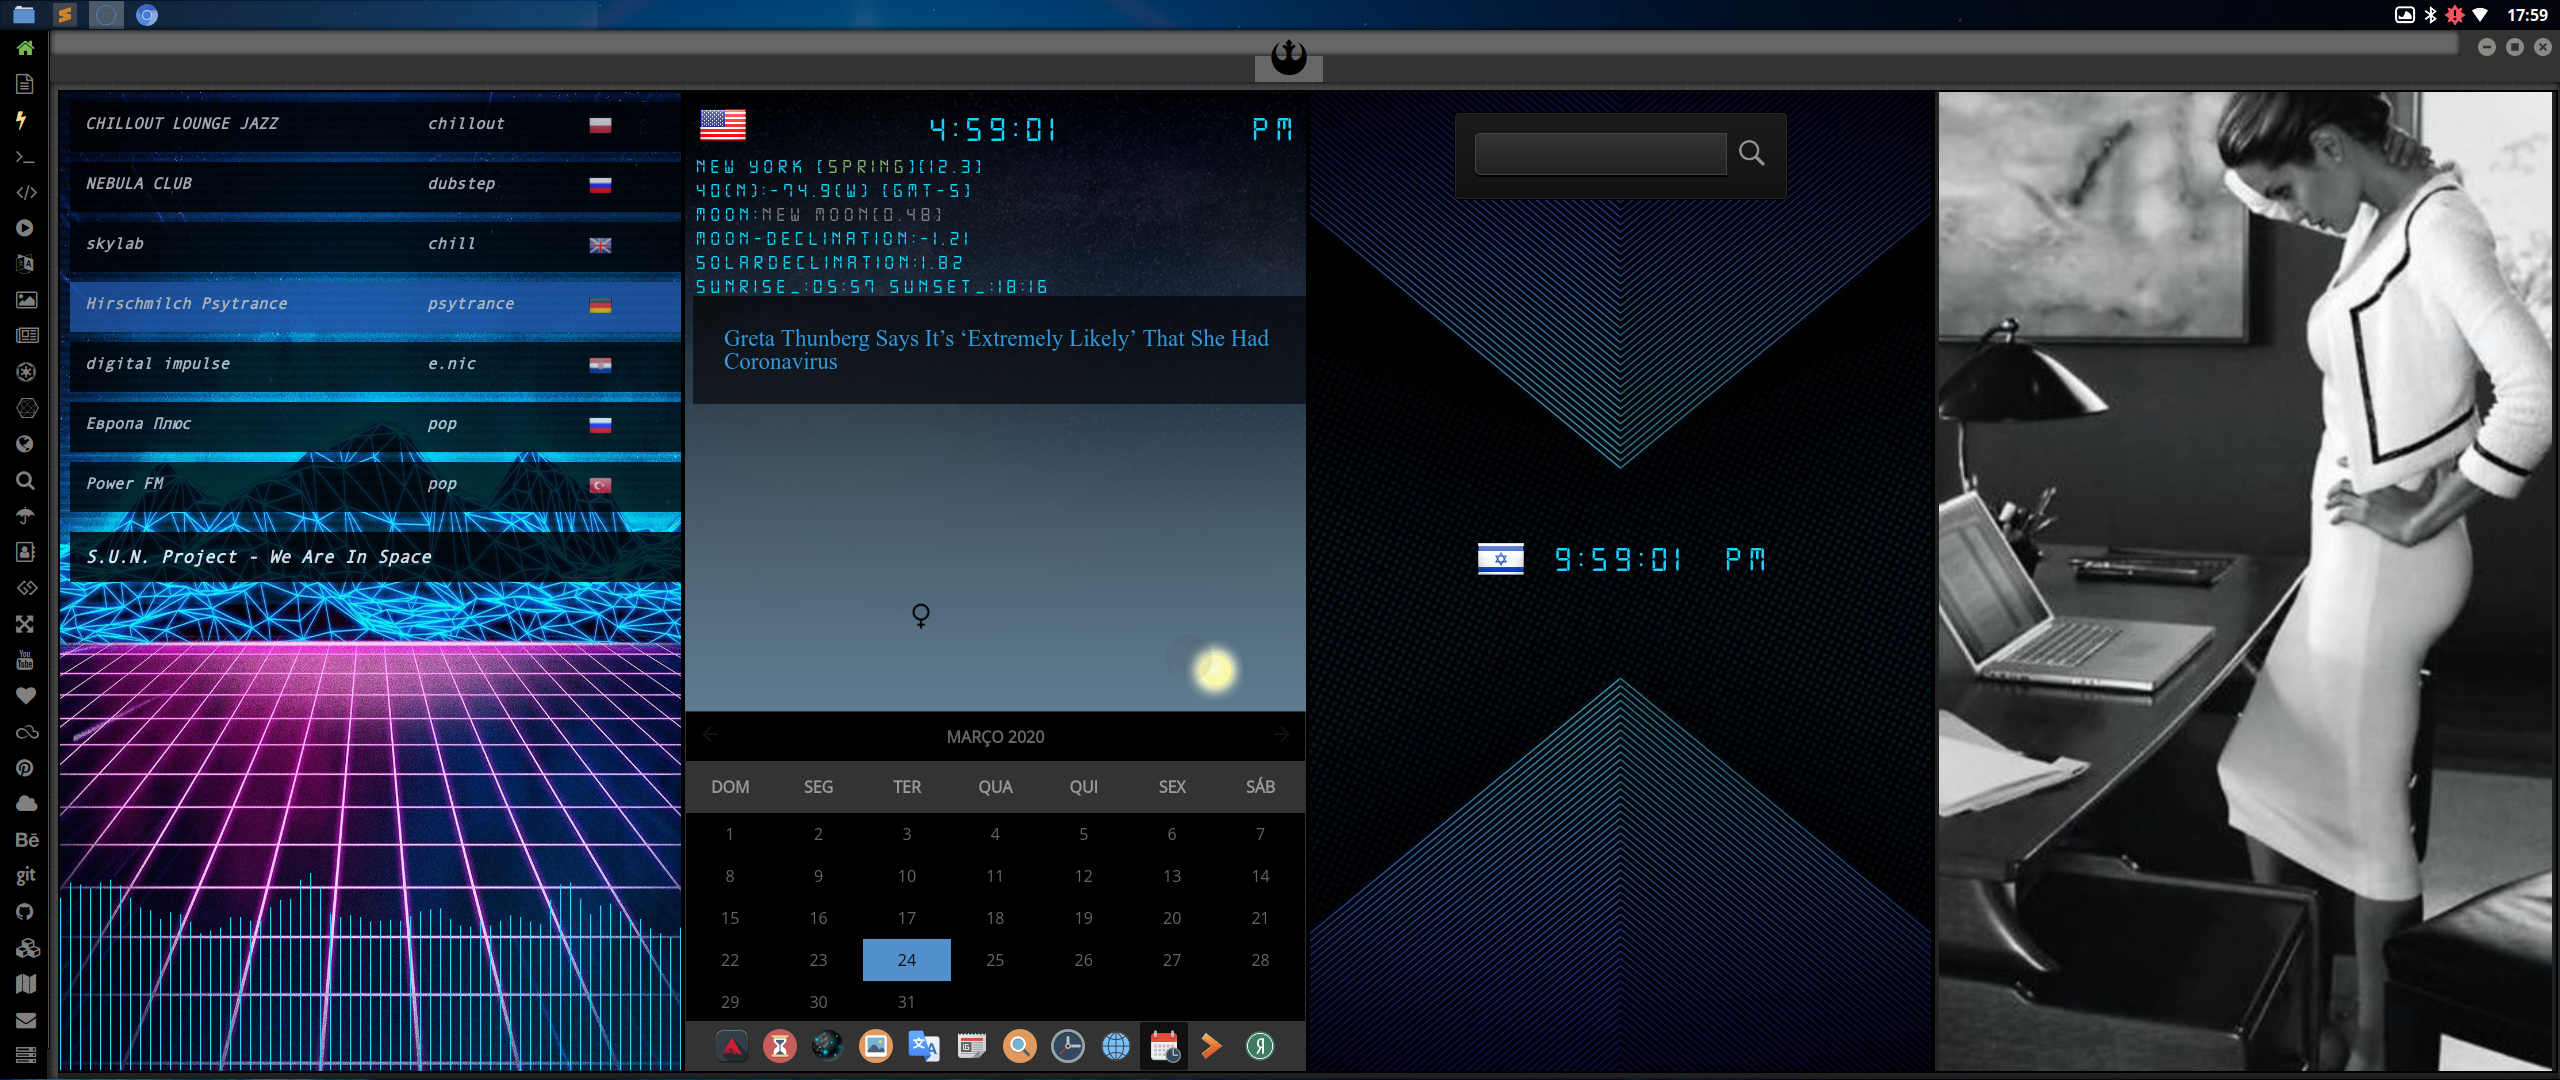 17:59
CHILLOUT LOUNGE JAZZ chillout
NEBULA CLUB dubstep
skylab chill
Hirschmilch Psytrance psytrance
digital impulse e.nic
Европа Плюс pop
Power FM pop
S.U.N. Project - We Are In Space
4:59:01 PM
NEW YORK [SPRING][12.3]
40(N):-74.9(W) [GMT-5]
MOON:NEW MOON[0.48]
MOON-DECLINATION:-1.21
SOLARDECLINATION:1.82
SUNRISE_:05:57 SUNSET_:18:16
Greta Thunberg Says It’s ‘Extremely Likely’ That She Had
Coronavirus
MARÇO 2020
DOM SEG TER QUA QUI SEX SÁB
1 2 3 4 5 6 7
8 9 10 11 12 13 14
15 16 17 18 19 20 21
22 23 24 25 26 27 28
29 30 31
9:59:01 PM
You
Tube
Bē
git